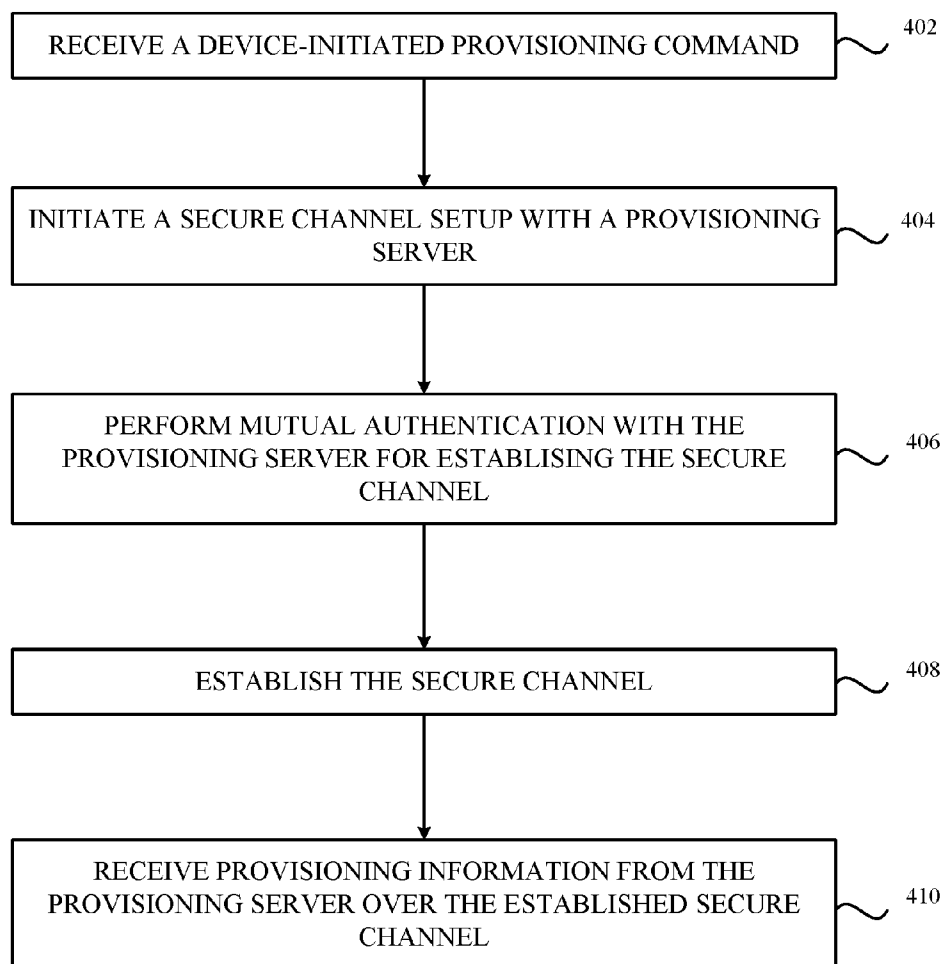 RECEIVE A DEVICE-INITIATED PROVISIONING COMMAND
402
INITIATE A SECURE CHANNEL SETUP WITH A PROVISIONING
SERVER
404
PERFORM MUTUAL AUTHENTICATION WITH THE
PROVISIONING SERVER FOR ESTABLISING THE SECURE
CHANNEL
406
ESTABLISH THE SECURE CHANNEL
408
RECEIVE PROVISIONING INFORMATION FROM THE
PROVISIONING SERVER OVER THE ESTABLISHED SECURE
CHANNEL
410